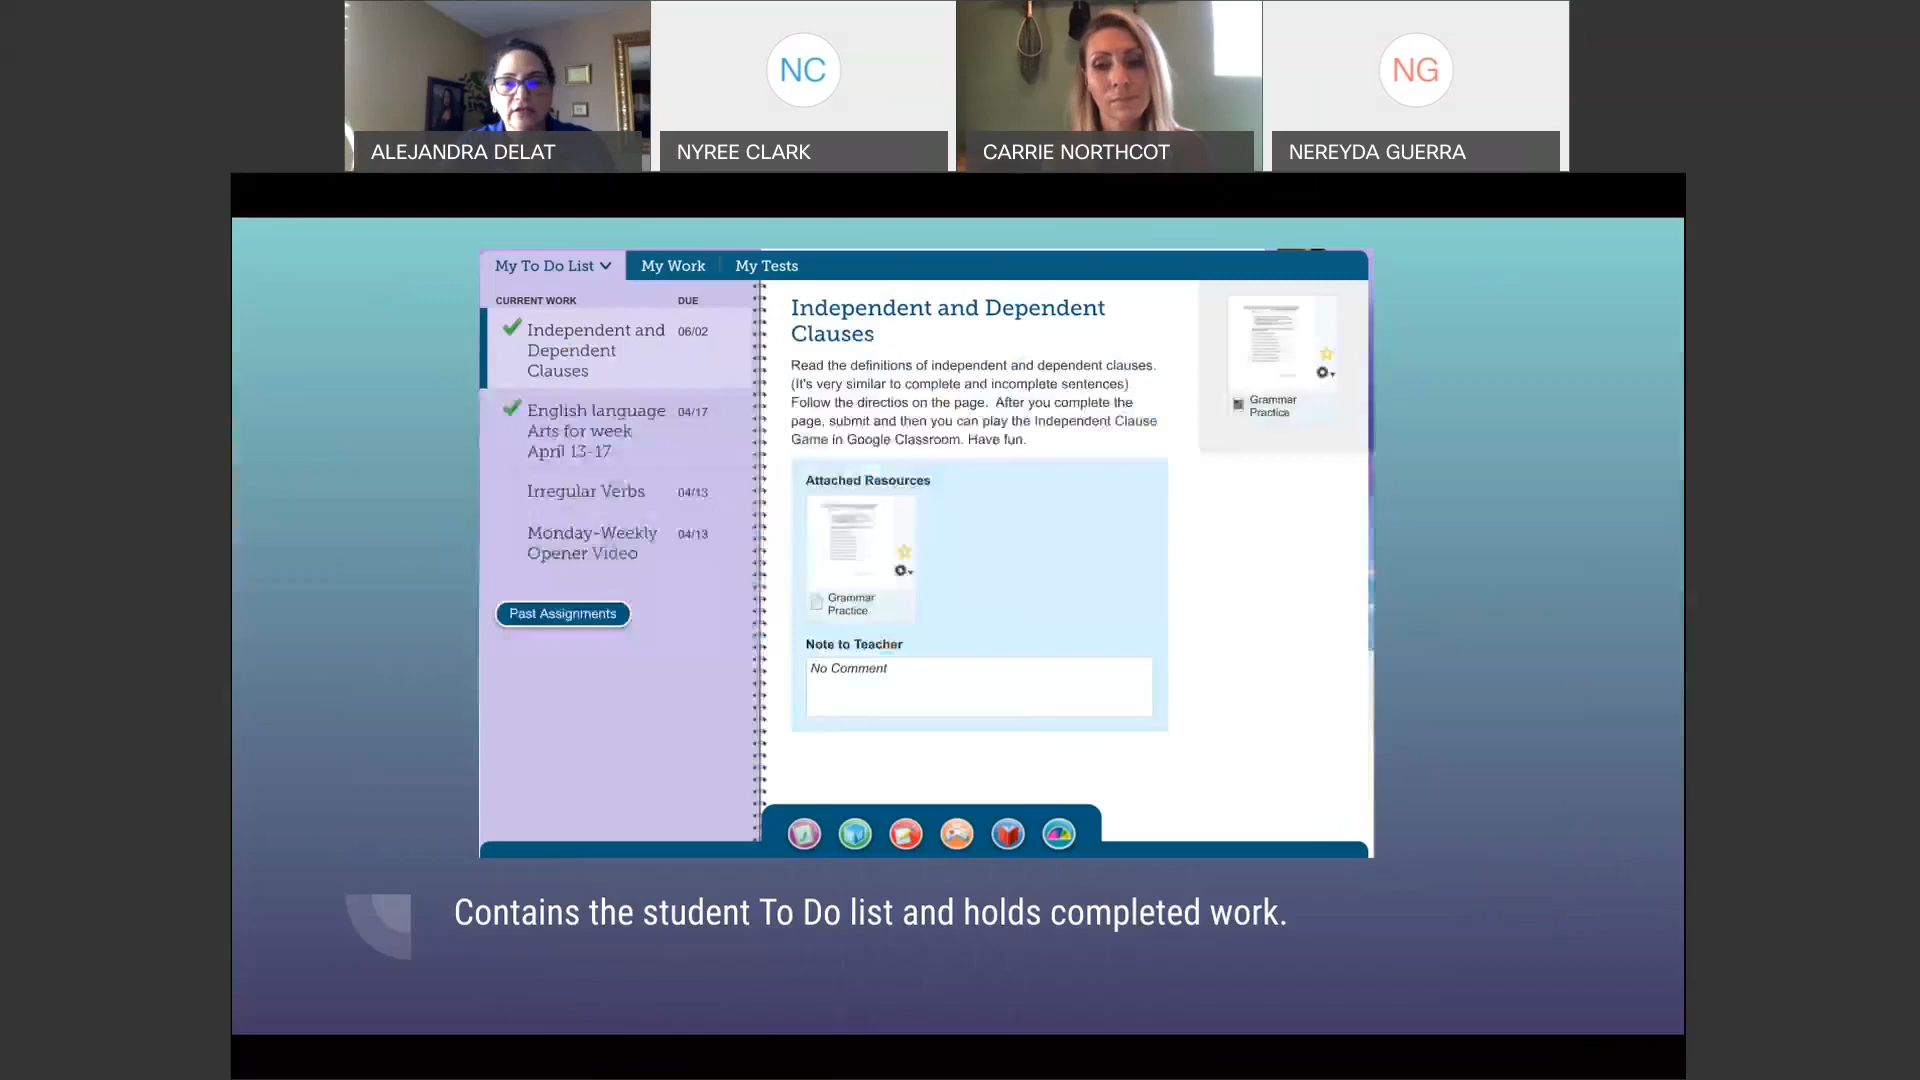 ALEJANDRA DELAT
NC
NYREE CLARK
CARRIE NORTHCOT
NG
NEREYDA GUERRA
My To Do List
My Work
My Tests
CURRENT WORK
DUE
Independent and
06/02
Dependent
Clauses
English language
04/17
Arts for week
April 13-17
Irregular Verbs
04/13
Monday-Weekly
04/13
Opener Video
Past Assignments
Independent and Dependent
Clauses
Read the definitions of independent and dependent clauses.
(It's very similar to complete and incomplete sentences)
Follow the directios on the page. After you complete the
page, submit and then you can play the Independent Clause
Game in Google Classroom. Have fun.
Attached Resources
Grammar
Practice
Note to Teacher
No Comment
Grammar
Practice
Contains the student To Do list and holds completed work.